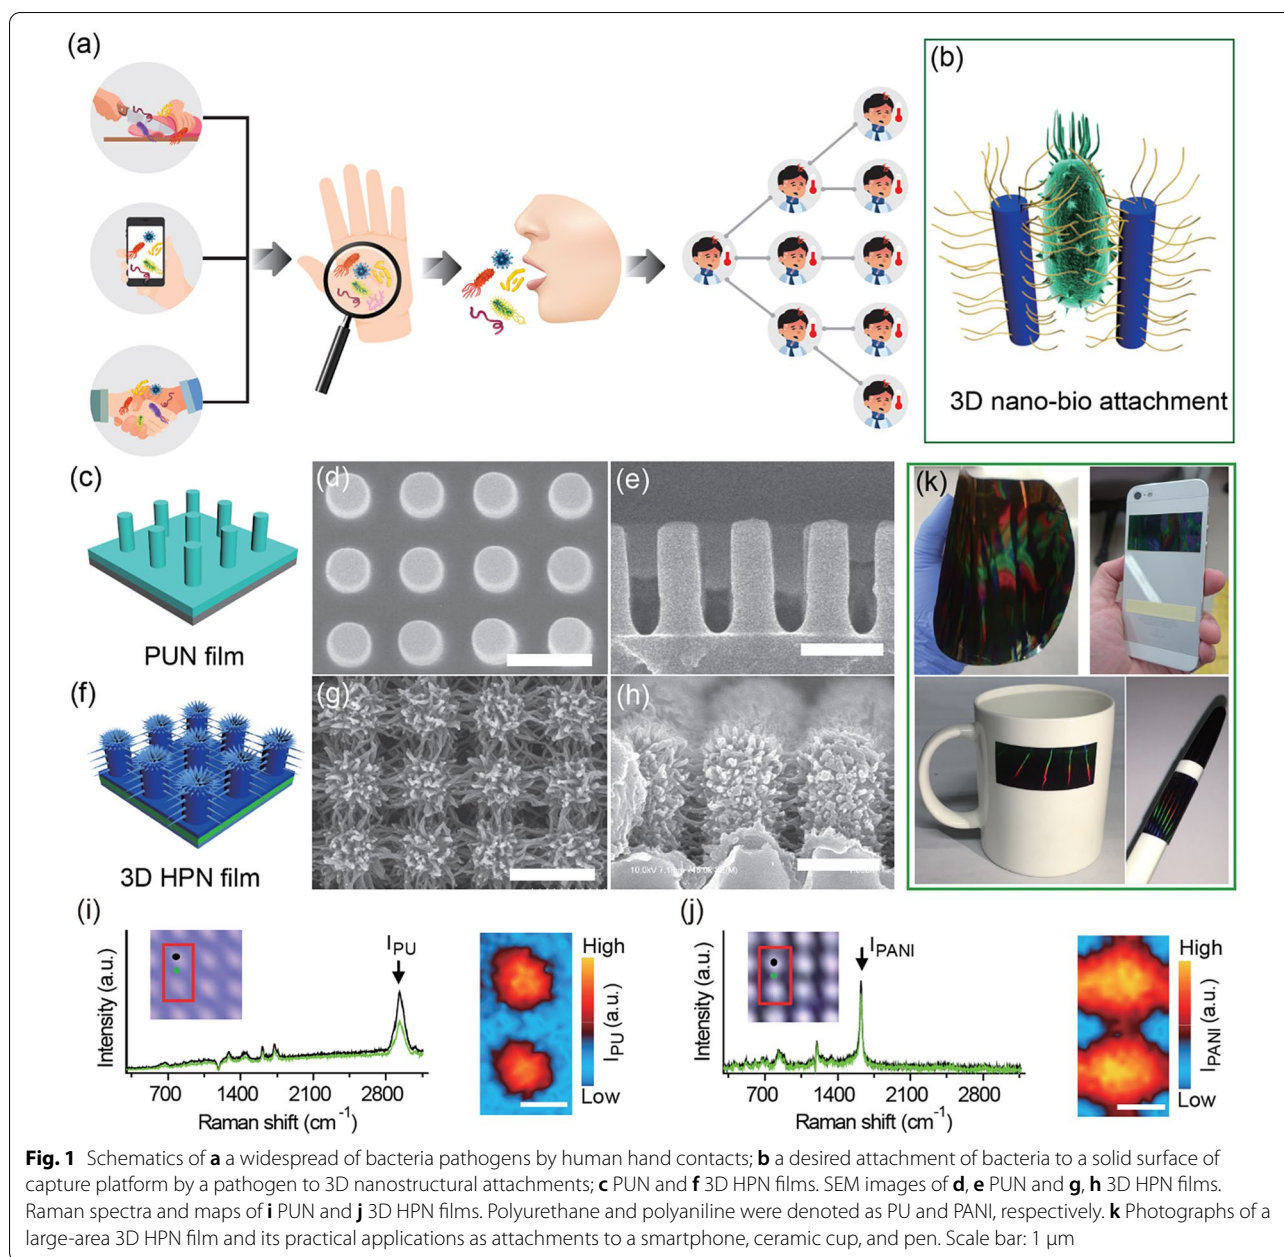 (a)
(b)
3D nano-bio attachment
(c)
PUN film
(d)
(e)
(k)
(f)
3D HPN film
(g)
(h)
(i)
Intensity (a.u.)
I PU
700 1400 2100 2800
Raman shift (cm-1)
High
I PU (a.u.)
Low
(j)
Intensity (a.u.)
I PANI
700 1400 2100 2800
Raman shift (cm-1)
High
I PANI (a.u.)
Low
Fig. 1 Schematics of a a widespread of bacteria pathogens by human hand contacts; b a desired attachment of bacteria to a solid surface of
capture platform by a pathogen to 3D nanostructural attachments; c PUN and f 3D HPN films. SEM images of d, e PUN and g, h 3D HPN films.
Raman spectra and maps of i PUN and j 3D HPN films. Polyurethane and polyaniline were denoted as PU and PANI, respectively. k Photographs of a
large-area 3D HPN film and its practical applications as attachments to a smartphone, ceramic cup, and pen. Scale bar: 1 µm